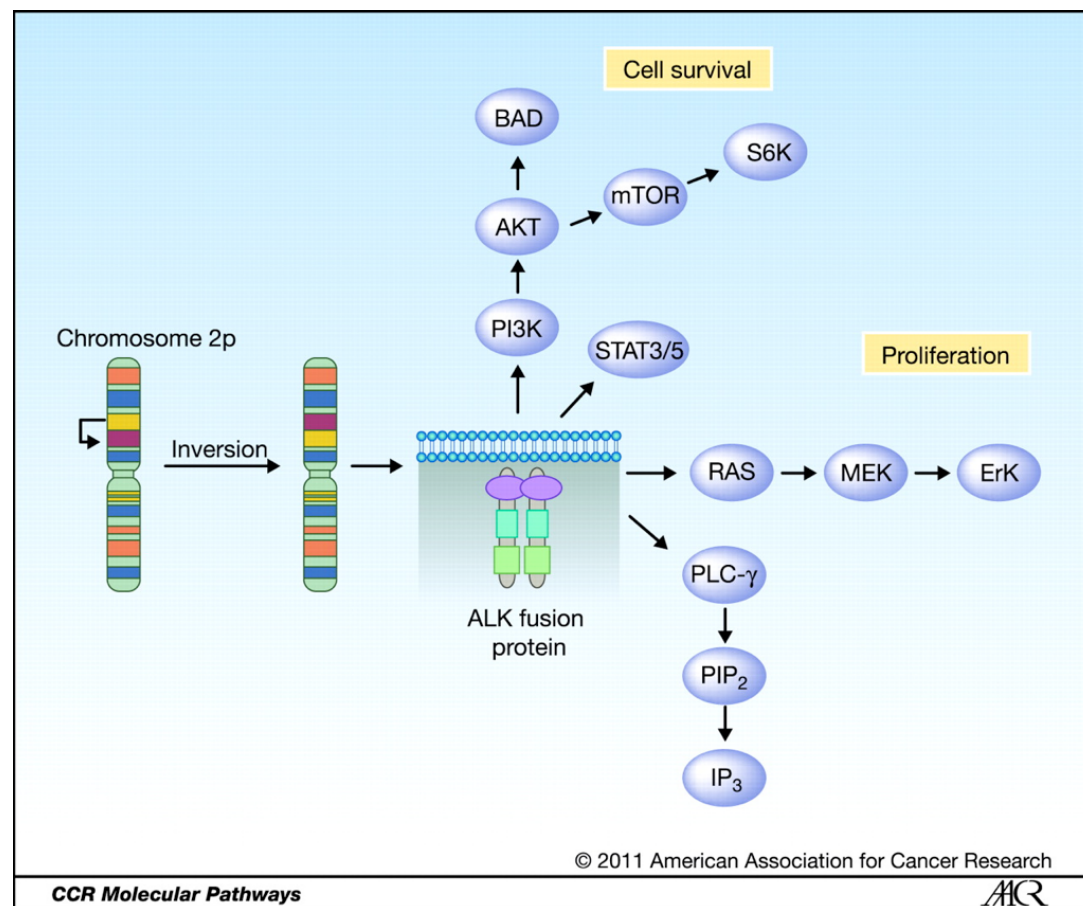 Cell survival
BAD
S6K
mTOR
AKT
PI3K
STAT3/5
Chromosome 2p
Proliferation
Inversion
RAS
MEK
ErK
PLC-γ
ALK fusion
protein
PIP₂
IP₃
© 2011 American Association for Cancer Research
CCR Molecular Pathways
AACR